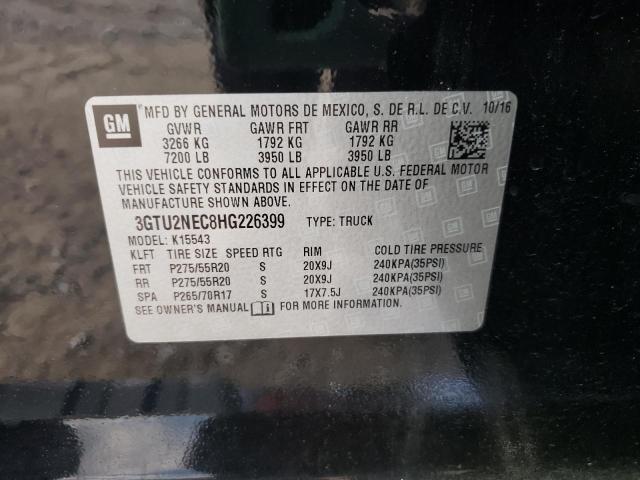 GM
MFD BY GENERAL MOTORS DE MEXICO, S. DE R.L. DE C.V. 10/16
GVWR GAWR FRT GAWR RR
3266 KG 1792 KG 1792 KG
7200 LB 3950 LB 3950 LB
THIS VEHICLE CONFORMS TO ALL APPLICABLE U.S. FEDERAL MOTOR
VEHICLE SAFETY STANDARDS IN EFFECT ON THE DATE OF
MANUFACTURE SHOWN ABOVE.
3GTU2NEC8HG226399 TYPE: TRUCK
MODEL: K15543
KLFT TIRE SIZE SPEED RTG RIM COLD TIRE PRESSURE
FRT P275/55R20 S 20X9J 240KPA(35PSI)
RR P275/55R20 S 20X9J 240KPA(35PSI)
SPA P265/70R17 S 17X7.5J 240KPA(35PSI)
SEE OWNER'S MANUAL FOR MORE INFORMATION.